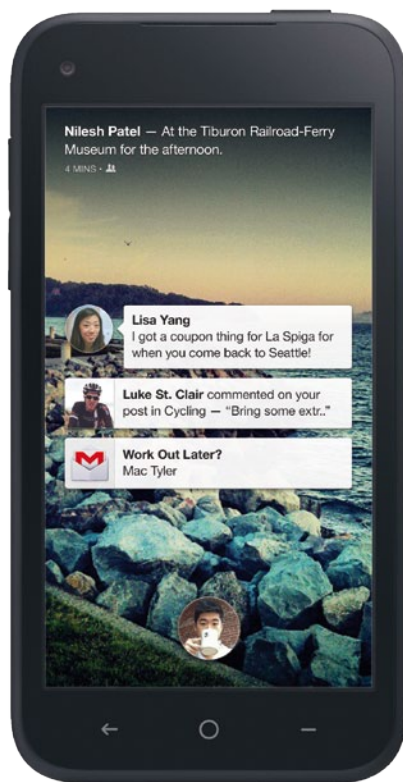 Nilesh Patel — At the Tiburon Railroad-Ferry
Museum for the afternoon.
4 MINS •
Lisa Yang
I got a coupon thing for La Spiga for
when you come back to Seattle!
Luke St. Clair commented on your
post in Cycling — “Bring some extr..”
Work Out Later?
Mac Tyler